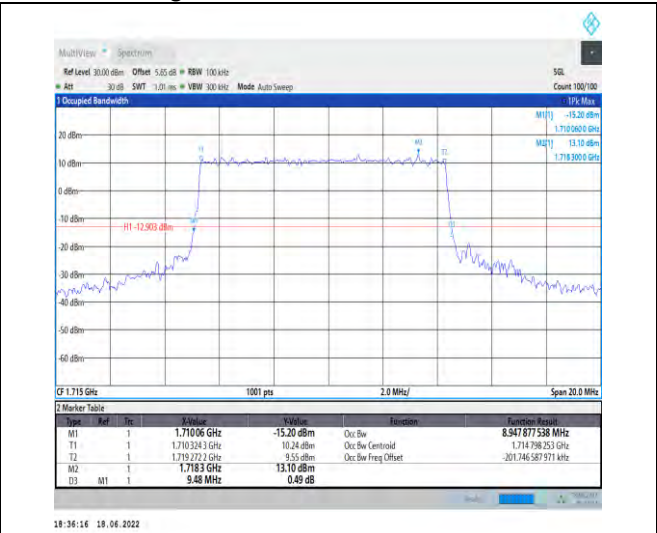 MultiView Spectrum
Ref Level 30.00 dBm Offset 5.65 dB RBW 100 kHz SGL
Att 30 dB SWT 1.01 ms VBW 300 kHz Mode Auto Sweep Count 100/100
1 Occupied Bandwidth 1Pk Max
M1[1] -15.20 dBm
1.710 060 0 GHz
M2[1] 13.10 dBm
1.718 300 0 GHz
20 dBm
T1 M2 T2
10 dBm
0 dBm
-10 dBm
H1 -12.903 dBm
-20 dBm
-30 dBm
-40 dBm
-50 dBm
-60 dBm
CF 1.715 GHz 1001 pts 2.0 MHz/ Span 20.0 MHz
2 Marker Table
Type Ref Trc X-Value Y-Value Function Function Result
M1 1 1.71006 GHz -15.20 dBm Occ Bw 8.947 877 538 MHz
T1 1 1.710 324 3 GHz 10.24 dBm Occ Bw Centroid 1.714 798 253 GHz
T2 1 1.719 272 2 GHz 9.55 dBm Occ Bw Freq Offset -201.746 587 971 kHz
M2 1 1.7183 GHz 13.10 dBm
D3 M1 1 9.48 MHz 0.49 dB
18:36:16 18.06.2022